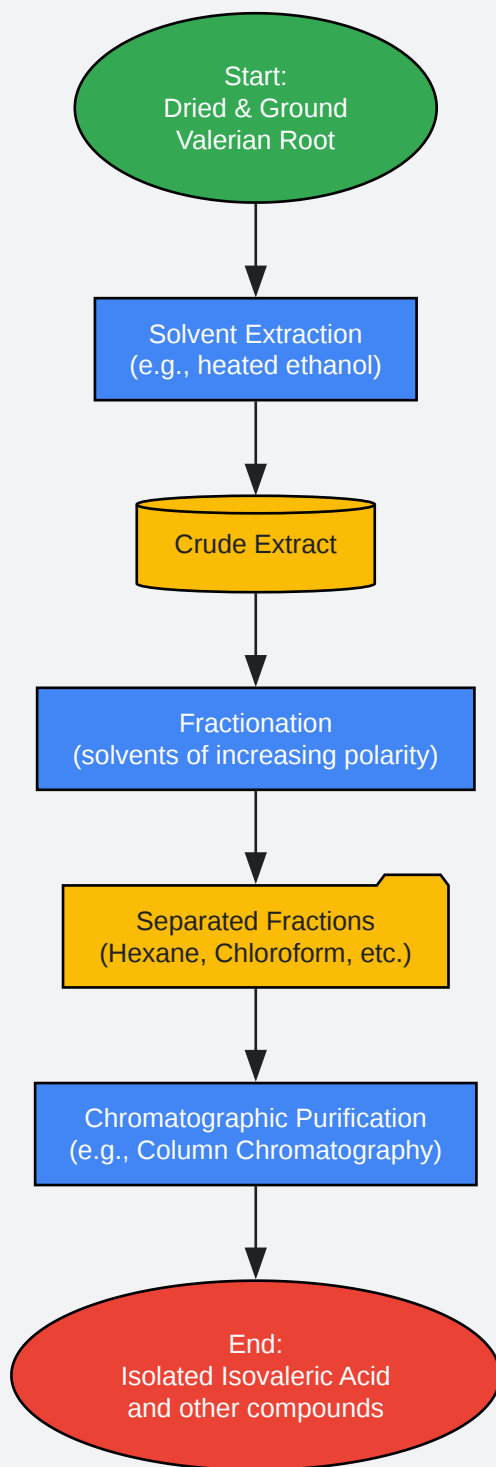 Start:
Dried & Ground
Valerian Root
Solvent Extraction
(e.g., heated ethanol)
Crude Extract
Fractionation
(solvents of increasing polarity)
Separated Fractions
(Hexane, Chloroform, etc.)
Chromatographic Purification
(e.g., Column Chromatography)
End:
Isolated Isovaleric Acid
and other compounds